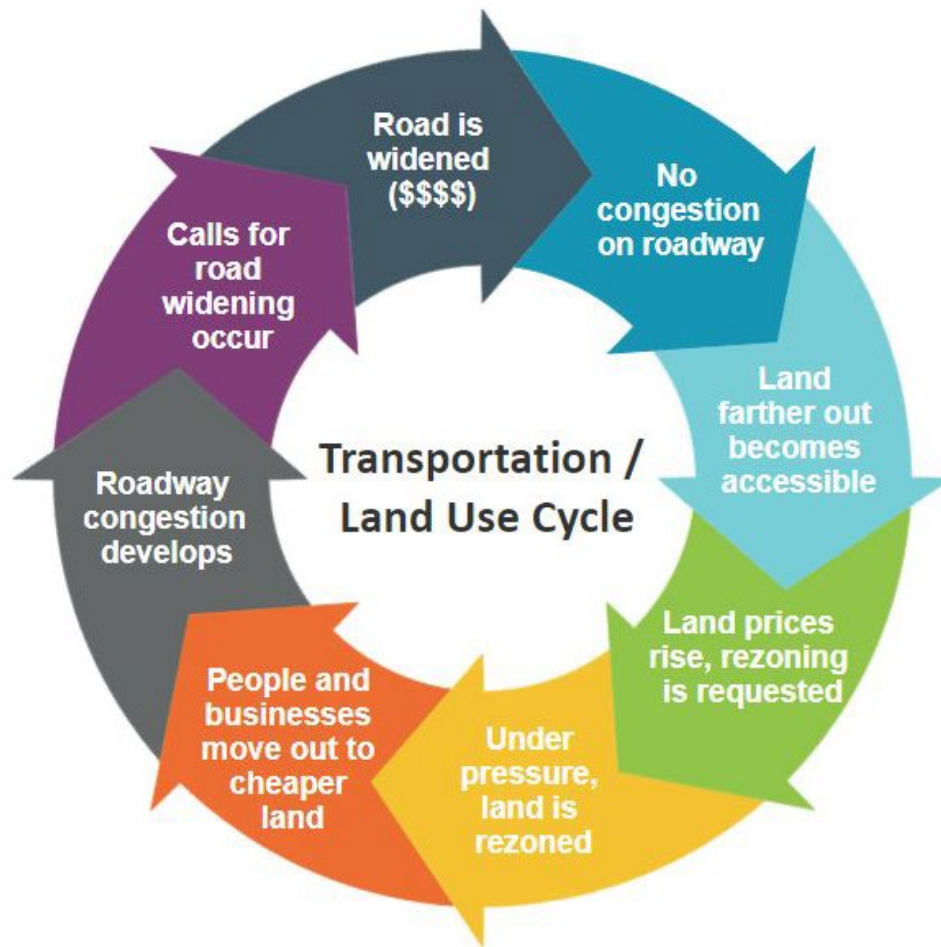 Road is
widened
($$$$)
No
congestion
on roadway
Land
farther out
becomes
accessible
Land prices
rise, rezoning
is requested
Under
pressure,
land is
rezoned
People and
businesses
move out to
cheaper
land
Roadway
congestion
develops
Calls for
road
widening
occur
Transportation /
Land Use Cycle